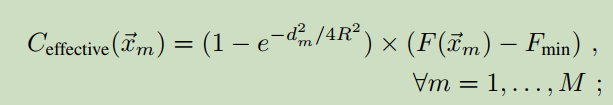 C_effective(x⃗_m) = (1 − e^{−d_m^2/4R^2}) × (F(x⃗_m) − F_min) ,
∀m = 1, . . . , M ;